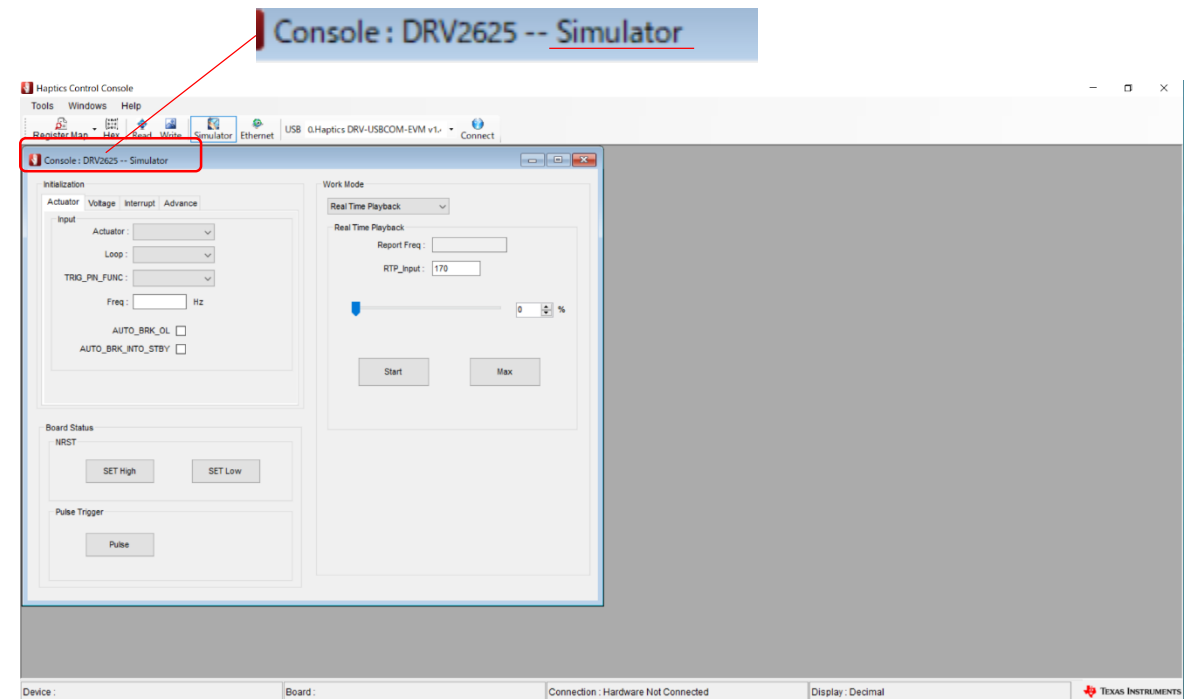 Console : DRV2625 -- Simulator
Haptics Control Console
Tools Windows Help
Register Map Hex Read Write Simulator Ethernet USB 0.Haptics DRV-USBCOM-EVM v1. Connect
Console : DRV2625 -- Simulator
Initialization
Actuator Voltage Interrupt Advance
Input
Actuator :
Loop :
TRIG_PIN_FUNC :
Freq : Hz
AUTO_BRK_OL
AUTO_BRK_INTO_STBY
Work Mode
Real Time Playback
Real Time Playback
Report Freq :
RTP_Input : 170
0 %
Start Max
Board Status
NRST
SET High SET Low
Pulse Trigger
Pulse
Device : Board : Connection : Hardware Not Connected Display : Decimal TEXAS INSTRUMENTS